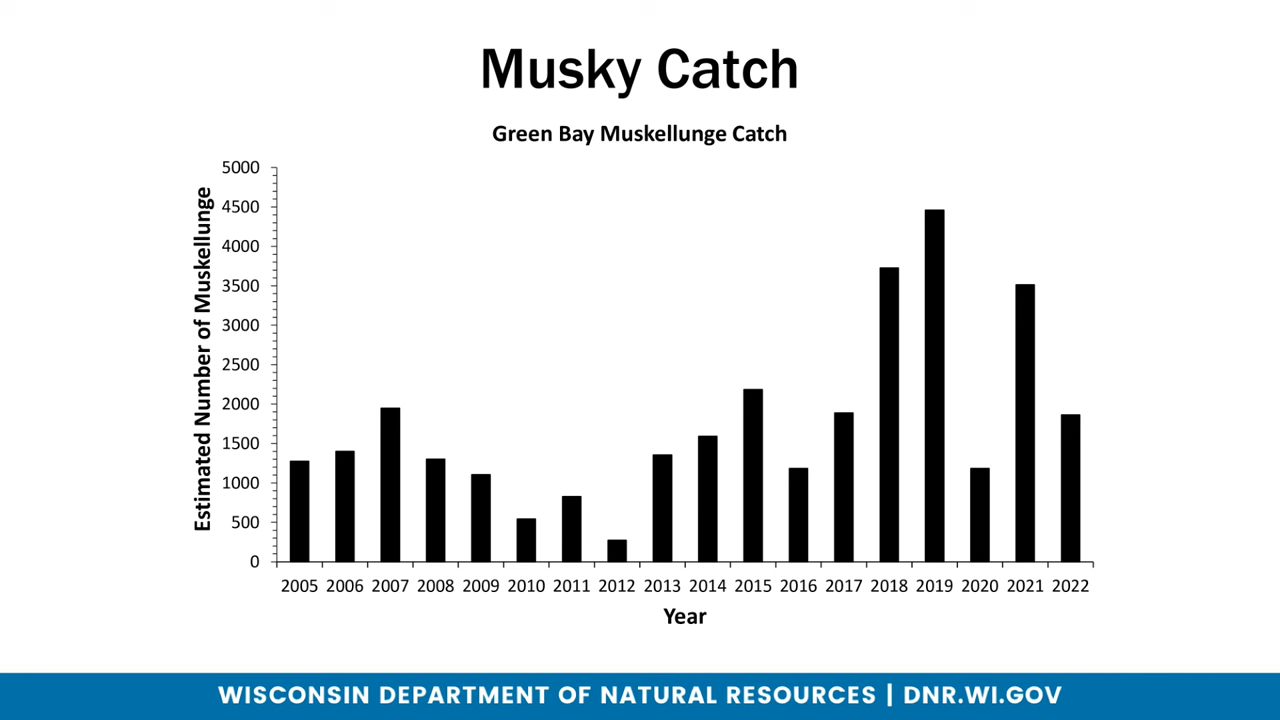 Musky Catch
Green Bay Muskellunge Catch
Estimated Number of Muskellunge
5000
4500
4000
3500
3000
2500
2000
1500
1000
500
0
2005 2006 2007 2008 2009 2010 2011 2012 2013 2014 2015 2016 2017 2018 2019 2020 2021 2022
Year
WISCONSIN DEPARTMENT OF NATURAL RESOURCES | DNR.WI.GOV